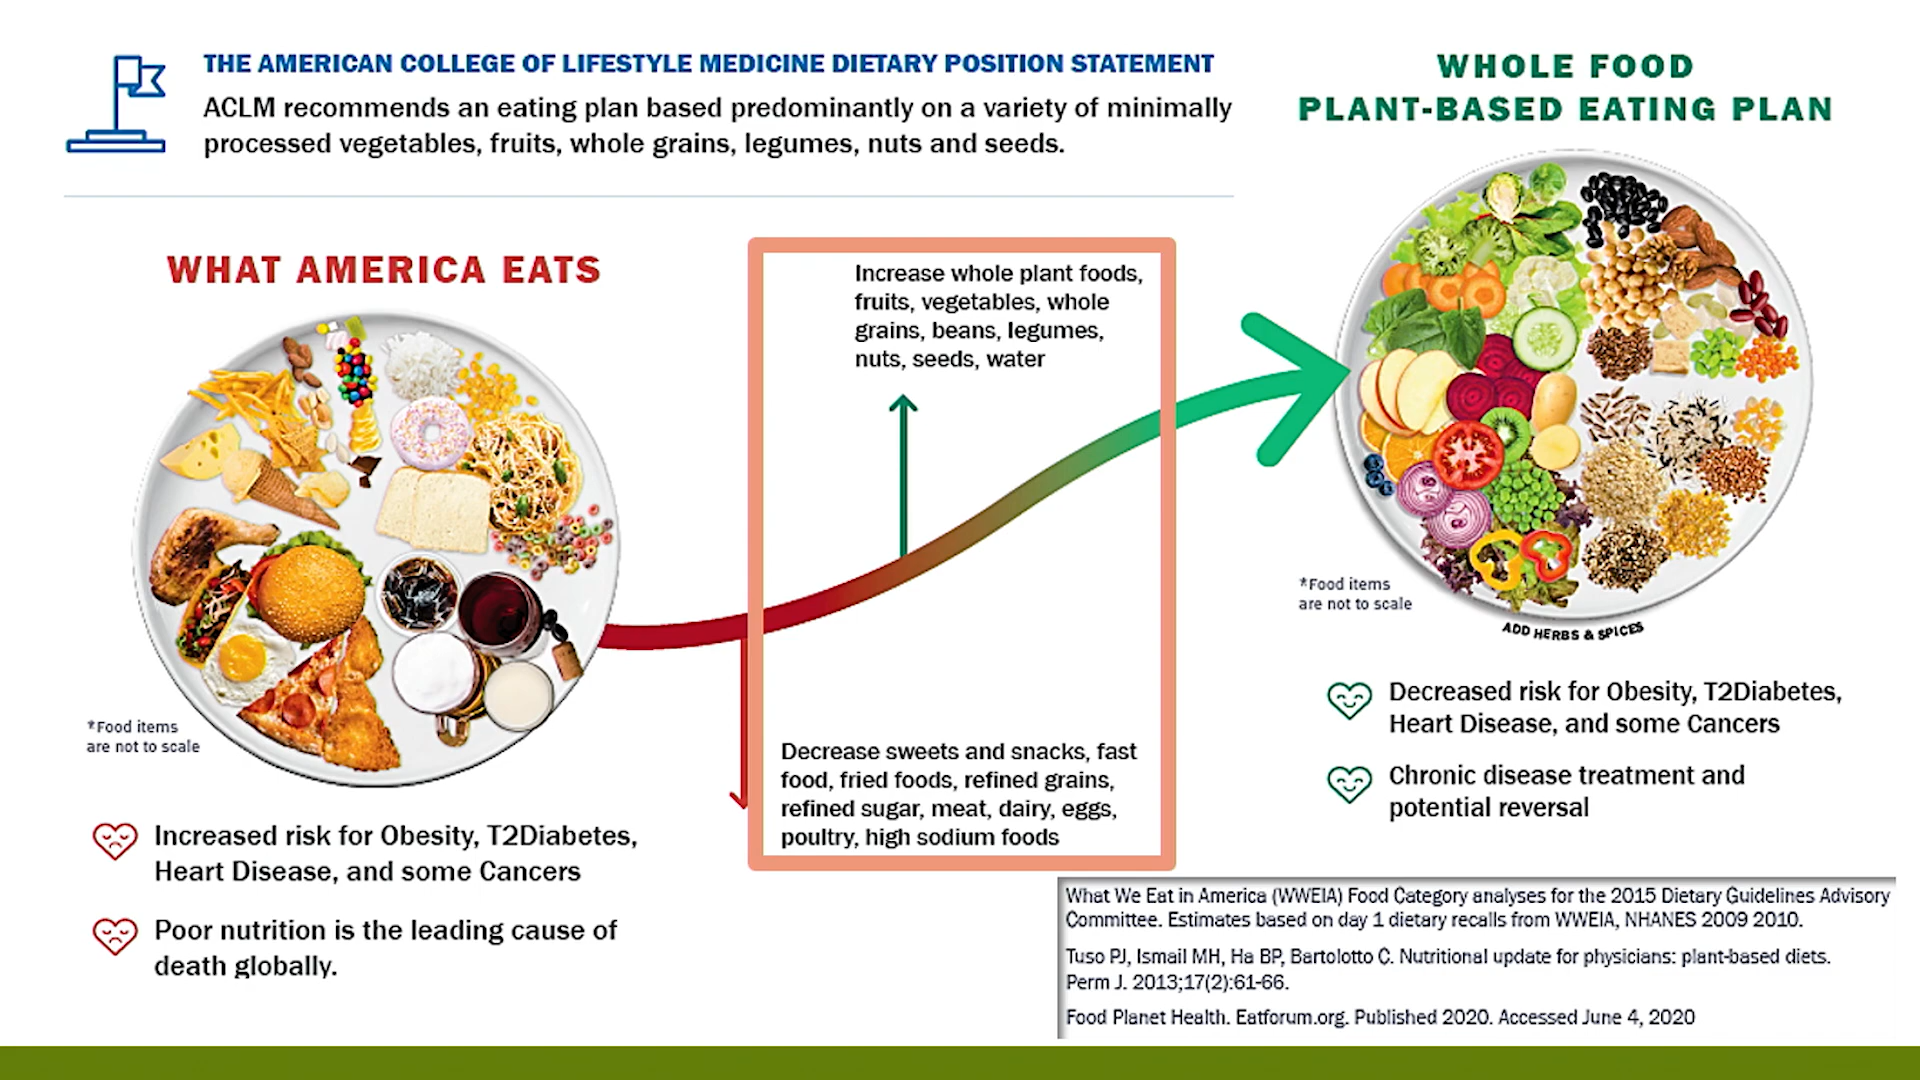 THE AMERICAN COLLEGE OF LIFESTYLE MEDICINE DIETARY POSITION STATEMENT
ACLM recommends an eating plan based predominantly on a variety of minimally
processed vegetables, fruits, whole grains, legumes, nuts and seeds.
WHOLE FOOD
PLANT-BASED EATING PLAN
WHAT AMERICA EATS
Increase whole plant foods,
fruits, vegetables, whole
grains, beans, legumes,
nuts, seeds, water
*Food items
are not to scale
ADD HERBS & SPICES
*Food items
are not to scale
Decrease sweets and snacks, fast
food, fried foods, refined grains,
refined sugar, meat, dairy, eggs,
poultry, high sodium foods
Increased risk for Obesity, T2Diabetes,
Heart Disease, and some Cancers
Poor nutrition is the leading cause of
death globally.
Decreased risk for Obesity, T2Diabetes,
Heart Disease, and some Cancers
Chronic disease treatment and
potential reversal
What We Eat in America (WWEIA) Food Category analyses for the 2015 Dietary Guidelines Advisory
Committee. Estimates based on day 1 dietary recalls from WWEIA, NHANES 2009 2010.
Tuso PJ, Ismail MH, Ha BP, Bartolotto C. Nutritional update for physicians: plant-based diets.
Perm J. 2013;17(2):61-66.
Food Planet Health. Eatforum.org. Published 2020. Accessed June 4, 2020